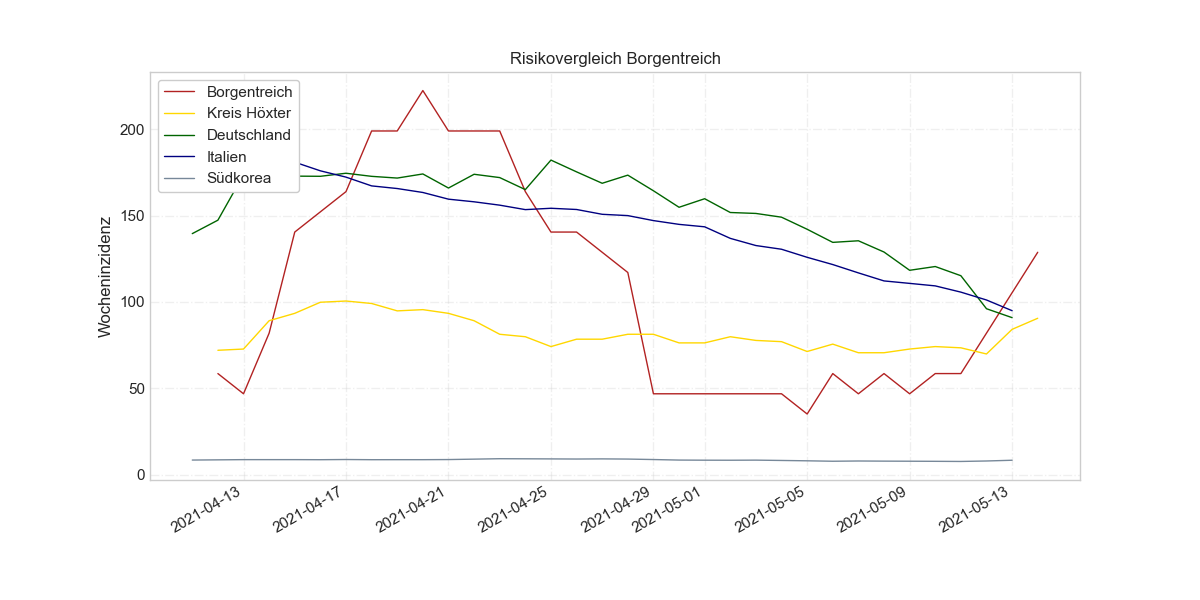 Risikovergleich Borgentreich
Borgentreich
Kreis Höxter
Deutschland
Italien
Südkorea
Wocheninzidenz
200
150
100
50
0
2021-04-13
2021-04-17
2021-04-21
2021-04-25
2021-04-29
2021-05-01
2021-05-05
2021-05-09
2021-05-13